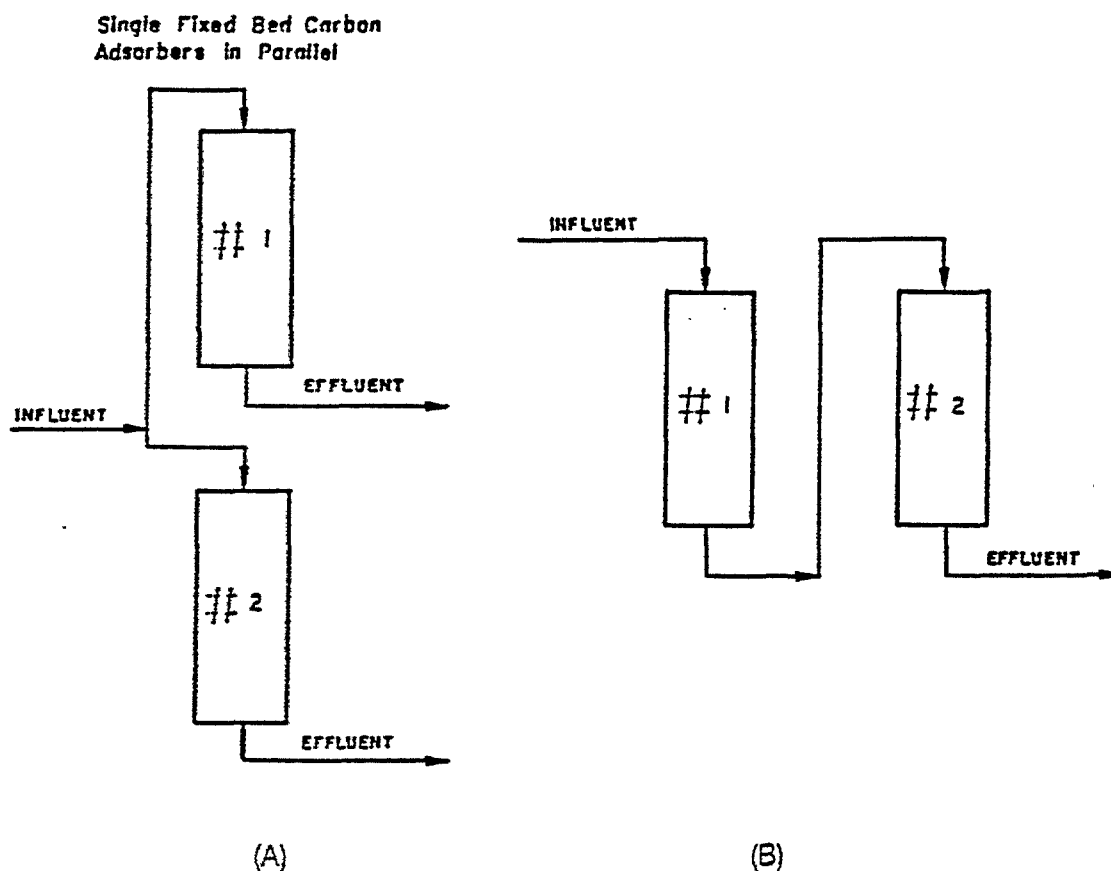 Single Fixed Bed Carbon
Adsorbers in Parallel
# 1
EFFLUENT
INFLUENT
# 2
EFFLUENT
(A)
INFLUENT
# 1
# 2
EFFLUENT
(B)